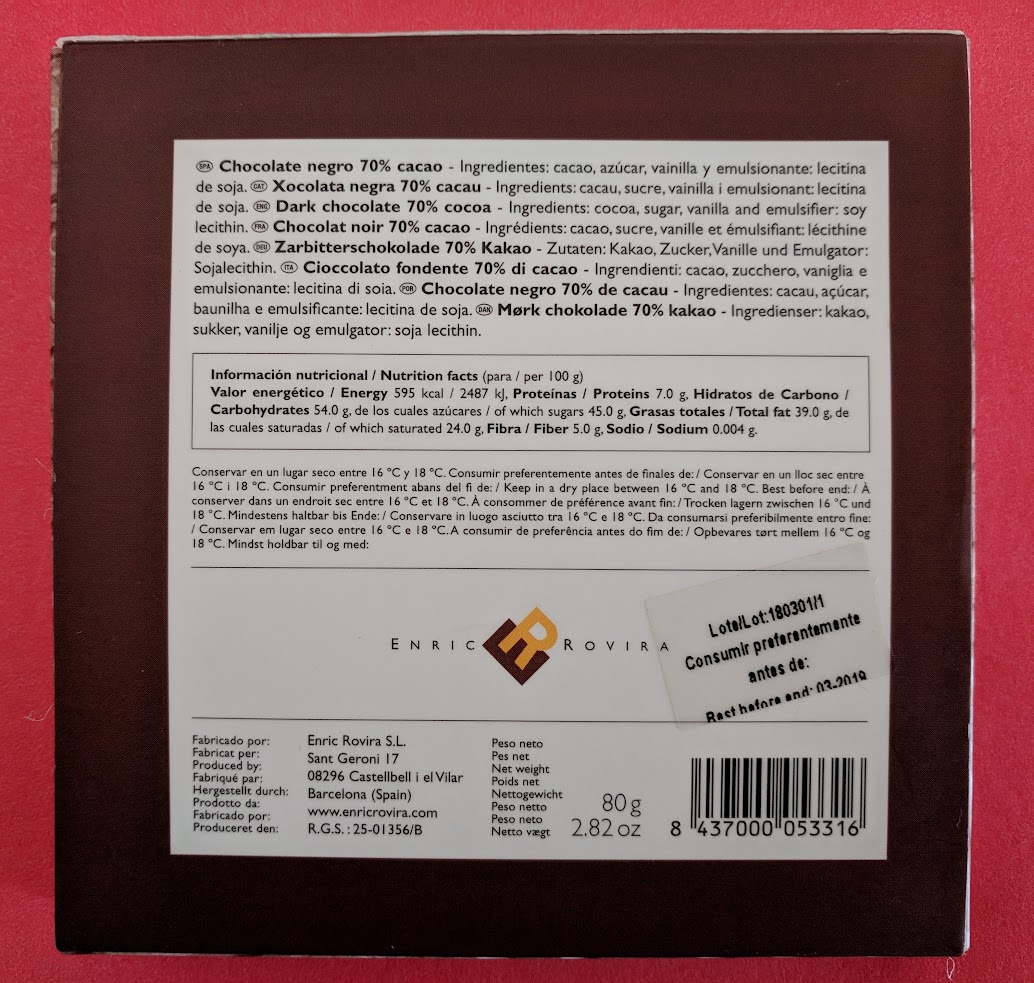 SPA Chocolate negro 70% cacao - Ingredientes: cacao, azúcar, vainilla y emulsionante: lecitina
de soja. CAT Xocolata negra 70% cacau - Ingredients: cacau, sucre, vainilla i emulsionant: lecitina
de soja. ENG Dark chocolate 70% cocoa - Ingredients: cocoa, sugar, vanilla and emulsifier: soy
lecithin. FRA Chocolat noir 70% cacao - Ingrédients: cacao, sucre, vanille et émulsifiant: lécithine
de soya. DEU Zarbitterschokolade 70% Kakao - Zutaten: Kakao, Zucker, Vanille und Emulgator:
Sojalecithin. ITA Cioccolato fondente 70% di cacao - Ingrendienti: cacao, zucchero, vaniglia e
emulsionante: lecitina di soia. POR Chocolate negro 70% de cacau - Ingredientes: cacau, açúcar,
baunilha e emulsificante: lecitina de soja. DAN Mørk chokolade 70% kakao - Ingredienser: kakao,
sukker, vanilje og emulgator: soja lecithin.
Información nutricional / Nutrition facts (para / per 100 g)
Valor energético / Energy 595 kcal / 2487 kJ, Proteínas / Proteins 7.0 g, Hidratos de Carbono /
Carbohydrates 54.0 g, de los cuales azúcares / of which sugars 45.0 g, Grasas totales / Total fat 39.0 g, de
las cuales saturadas / of which saturated 24.0 g, Fibra / Fiber 5.0 g, Sodio / Sodium 0.004 g.
Conservar en un lugar seco entre 16 °C y 18 °C. Consumir preferentemente antes de finales de: / Conservar en un lloc sec entre
16 °C i 18 °C. Consumir preferentment abans del fi de: / Keep in a dry place between 16 °C and 18 °C. Best before end: / À
conserver dans un endroit sec entre 16 °C et 18 °C. À consommer de préférence avant fin: / Trocken lagern zwischen 16 °C und
18 °C. Mindestens haltbar bis Ende: / Conservare in luogo asciutto tra 16 °C e 18 °C. Da consumarsi preferibilmente entro fine:
/ Conservar em lugar seco entre 16 °C e 18 °C. A consumir de preferência antes do fim de: / Opbevares tørt mellem 16 °C og
18 °C. Mindst holdbar til og med:
ENRIC R ROVIRA
Lote/Lot:180301/1
Consumir preferentemente
antes de:
Best before end: 03-2019
Fabricado por:
Fabricat per:
Produced by:
Fabriqué par:
Hergestellt durch:
Prodotto da:
Fabricado por:
Produceret den:
Enric Rovira S.L.
Sant Geroni 17
08296 Castellbell i el Vilar
Barcelona (Spain)
www.enricrovira.com
R.G.S.: 25-01356/B
Peso neto
Pes net
Net weight
Poids net
Nettogewicht
Peso netto
Peso neto
Netto vægt
80 g
2.82 oz
8 437000 053316